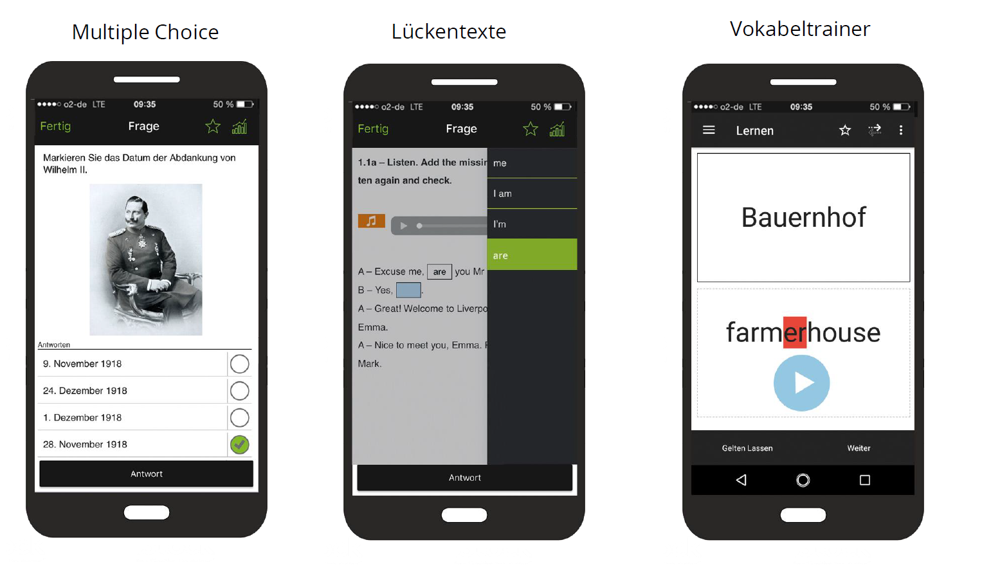 Multiple Choice
o2-de LTE 09:35 50 %
Fertig Frage
Markieren Sie das Datum der Abdankung von
Wilhelm II.
Antworten
9. November 1918
24. Dezember 1918
1. Dezember 1918
28. November 1918
Antwort
Lückentexte
o2-de LTE 09:35 50 %
Fertig Frage
1.1a – Listen. Add the missin
ten again and check.
A – Excuse me, are you Mr
B – Yes, .
A – Great! Welcome to Liverpo
Emma.
A – Nice to meet you, Emma.
Mark.
me
I am
I'm
are
Antwort
Vokabeltrainer
o2-de LTE 09:35 50 %
Lernen
Bauernhof
farmerhouse
Gelten Lassen Weiter